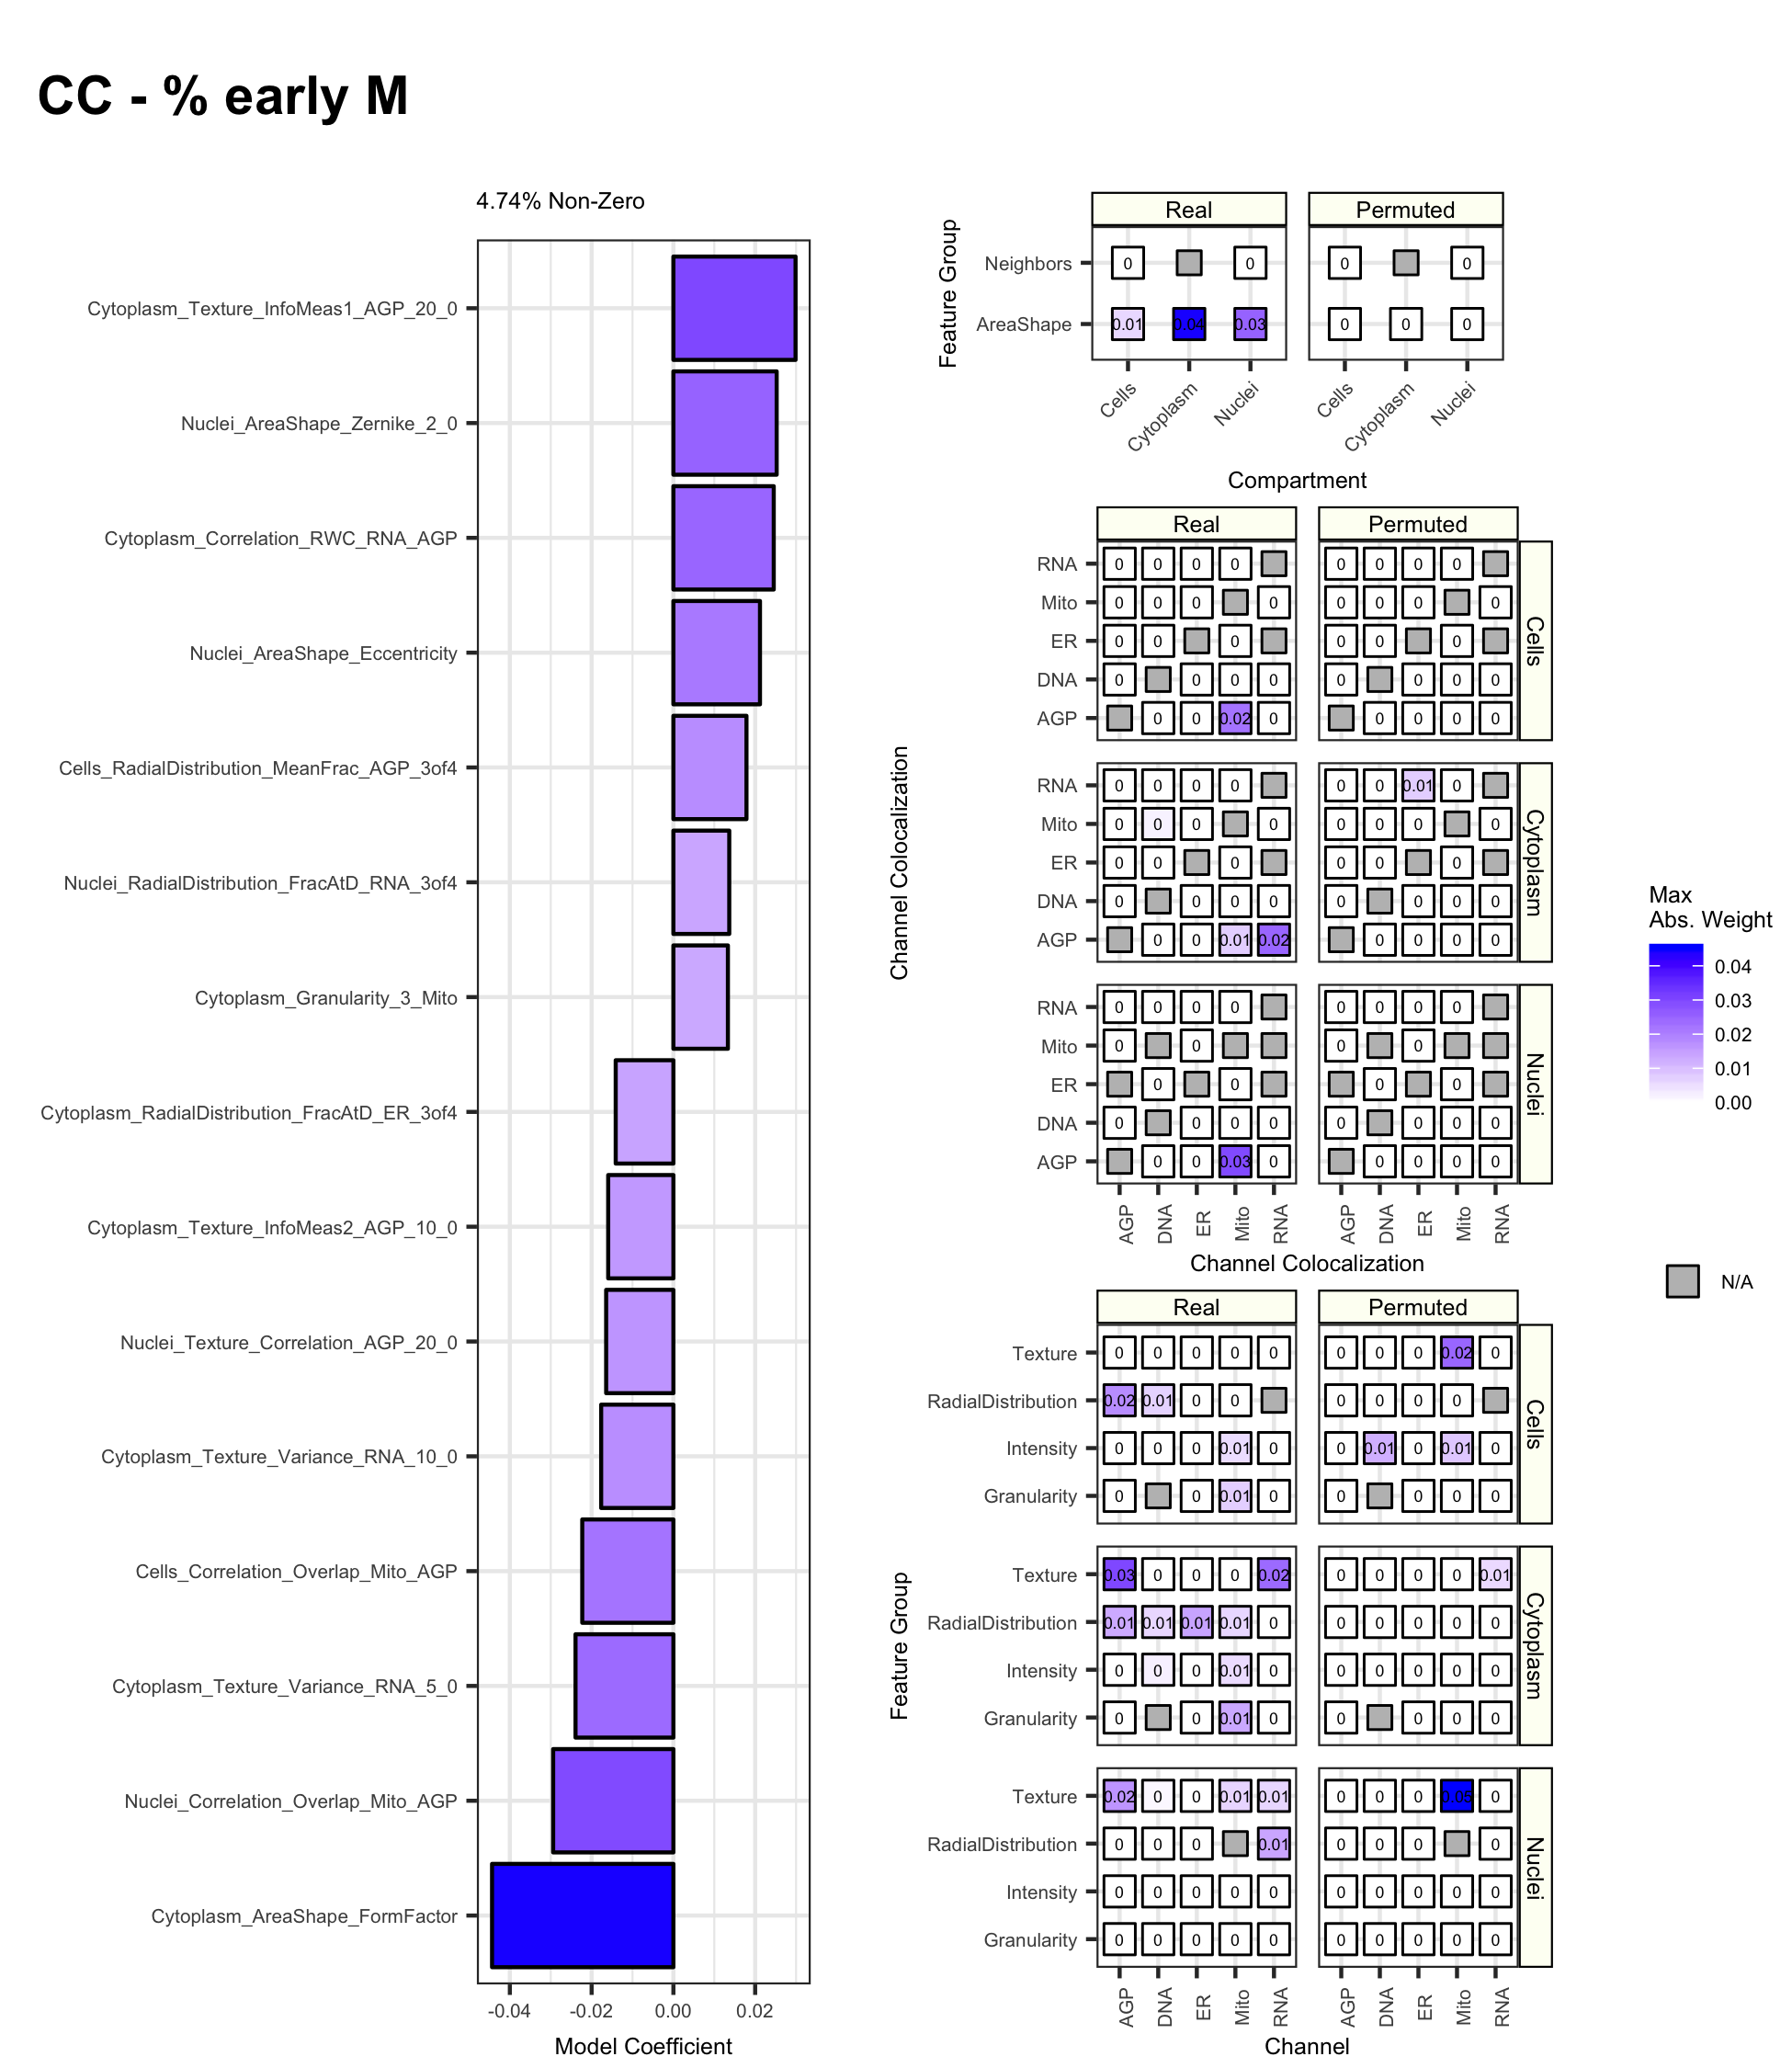 CC - % early M
4.74% Non-Zero
Cytoplasm_Texture_InfoMeas1_AGP_20_0
Nuclei_AreaShape_Zernike_2_0
Cytoplasm_Correlation_RWC_RNA_AGP
Nuclei_AreaShape_Eccentricity
Cells_RadialDistribution_MeanFrac_AGP_3of4
Nuclei_RadialDistribution_FracAtD_RNA_3of4
Cytoplasm_Granularity_3_Mito
Cytoplasm_RadialDistribution_FracAtD_ER_3of4
Cytoplasm_Texture_InfoMeas2_AGP_10_0
Nuclei_Texture_Correlation_AGP_20_0
Cytoplasm_Texture_Variance_RNA_10_0
Cells_Correlation_Overlap_Mito_AGP
Cytoplasm_Texture_Variance_RNA_5_0
Nuclei_Correlation_Overlap_Mito_AGP
Cytoplasm_AreaShape_FormFactor
-0.04 -0.02 0.00 0.02
Model Coefficient
Feature Group
Real Permuted
Neighbors 0 0 0 0
AreaShape 0.01 0.04 0.03 0 0 0
Cells Cytoplasm Nuclei Cells Cytoplasm Nuclei
Compartment
Channel Colocalization
Real Permuted
Cells
RNA 0 0 0 0 0 0 0 0
Mito 0 0 0 0 0 0 0 0
ER 0 0 0 0 0 0
DNA 0 0 0 0 0 0 0 0
AGP 0 0 0.02 0 0 0 0 0
Cytoplasm
RNA 0 0 0 0 0 0 0.01 0
Mito 0 0 0 0 0 0 0 0
ER 0 0 0 0 0 0
DNA 0 0 0 0 0 0 0 0
AGP 0 0 0.01 0.02 0 0 0 0
Nuclei
RNA 0 0 0 0 0 0 0 0
Mito 0 0 0 0
ER 0 0 0 0
DNA 0 0 0 0 0 0 0 0
AGP 0 0 0.03 0 0 0 0 0
AGP DNA ER Mito RNA AGP DNA ER Mito RNA
Channel Colocalization
Feature Group
Real Permuted
Cells
Texture 0 0 0 0 0 0 0 0 0.02 0
RadialDistribution 0.02 0.01 0 0 0 0 0 0
Intensity 0 0 0 0.01 0 0 0.01 0 0.01 0
Granularity 0 0 0.01 0 0 0 0 0
Cytoplasm
Texture 0.03 0 0 0 0.02 0 0 0 0 0.01
RadialDistribution 0.01 0.01 0.01 0.01 0 0 0 0 0 0
Intensity 0 0 0 0.01 0 0 0 0 0 0
Granularity 0 0 0.01 0 0 0 0 0
Nuclei
Texture 0.02 0 0 0.01 0.01 0 0 0 0.05 0
RadialDistribution 0 0 0 0.01 0 0 0 0
Intensity 0 0 0 0 0 0 0 0 0 0
Granularity 0 0 0 0 0 0 0 0 0 0
AGP DNA ER Mito RNA AGP DNA ER Mito RNA
Channel
Max
Abs. Weight
0.04
0.03
0.02
0.01
0.00
N/A